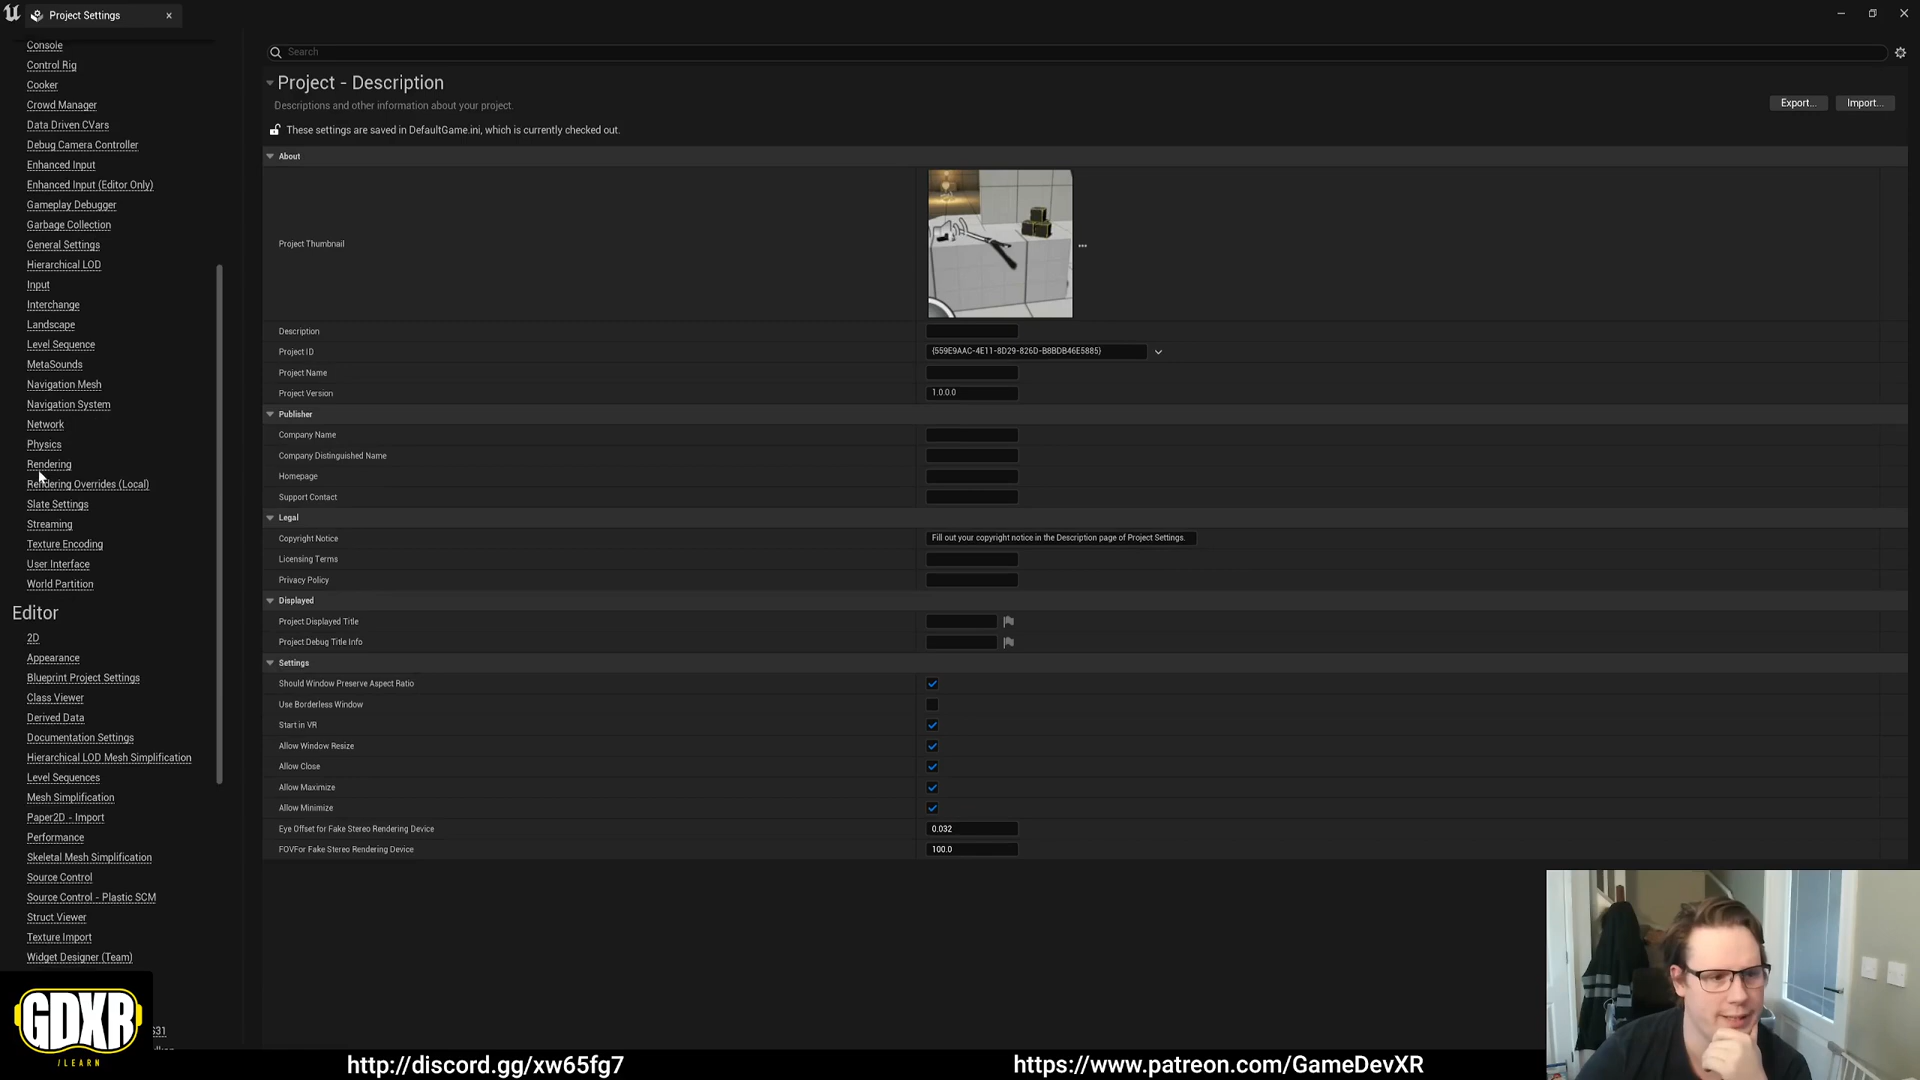 Project Settings
Console
Control Rig
Cooker
Crowd Manager
Data Driven CVars
Debug Camera Controller
Enhanced Input
Enhanced Input (Editor Only)
Gameplay Debugger
Garbage Collection
General Settings
Hierarchical LOD
Input
Interchange
Landscape
Level Sequence
MetaSounds
Navigation Mesh
Navigation System
Network
Physics
Rendering
Rendering Overrides (Local)
Slate Settings
Streaming
Texture Encoding
User Interface
World Partition
Editor
2D
Appearance
Blueprint Project Settings
Class Viewer
Derived Data
Documentation Settings
Hierarchical LOD Mesh Simplification
Level Sequences
Mesh Simplification
Paper2D - Import
Performance
Skeletal Mesh Simplification
Source Control
Source Control - Plastic SCM
Struct Viewer
Texture Import
Widget Designer (Team)
GDXR
/LEARN
Search
Project - Description
Descriptions and other information about your project.
Export...
Import...
These settings are saved in DefaultGame.ini, which is currently checked out.
About
Project Thumbnail
Description
Project ID
{559E9AAC-4E11-8D29-826D-B8BDB46E5885}
Project Name
Project Version
1.0.0.0
Publisher
Company Name
Company Distinguished Name
Homepage
Support Contact
Legal
Copyright Notice
Fill out your copyright notice in the Description page of Project Settings.
Licensing Terms
Privacy Policy
Displayed
Project Displayed Title
Project Debug Title Info
Settings
Should Window Preserve Aspect Ratio
Use Borderless Window
Start in VR
Allow Window Resize
Allow Close
Allow Maximize
Allow Minimize
Eye Offset for Fake Stereo Rendering Device
0.032
FOVFor Fake Stereo Rendering Device
100.0
http://discord.gg/xw65fg7
https://www.patreon.com/GameDevXR